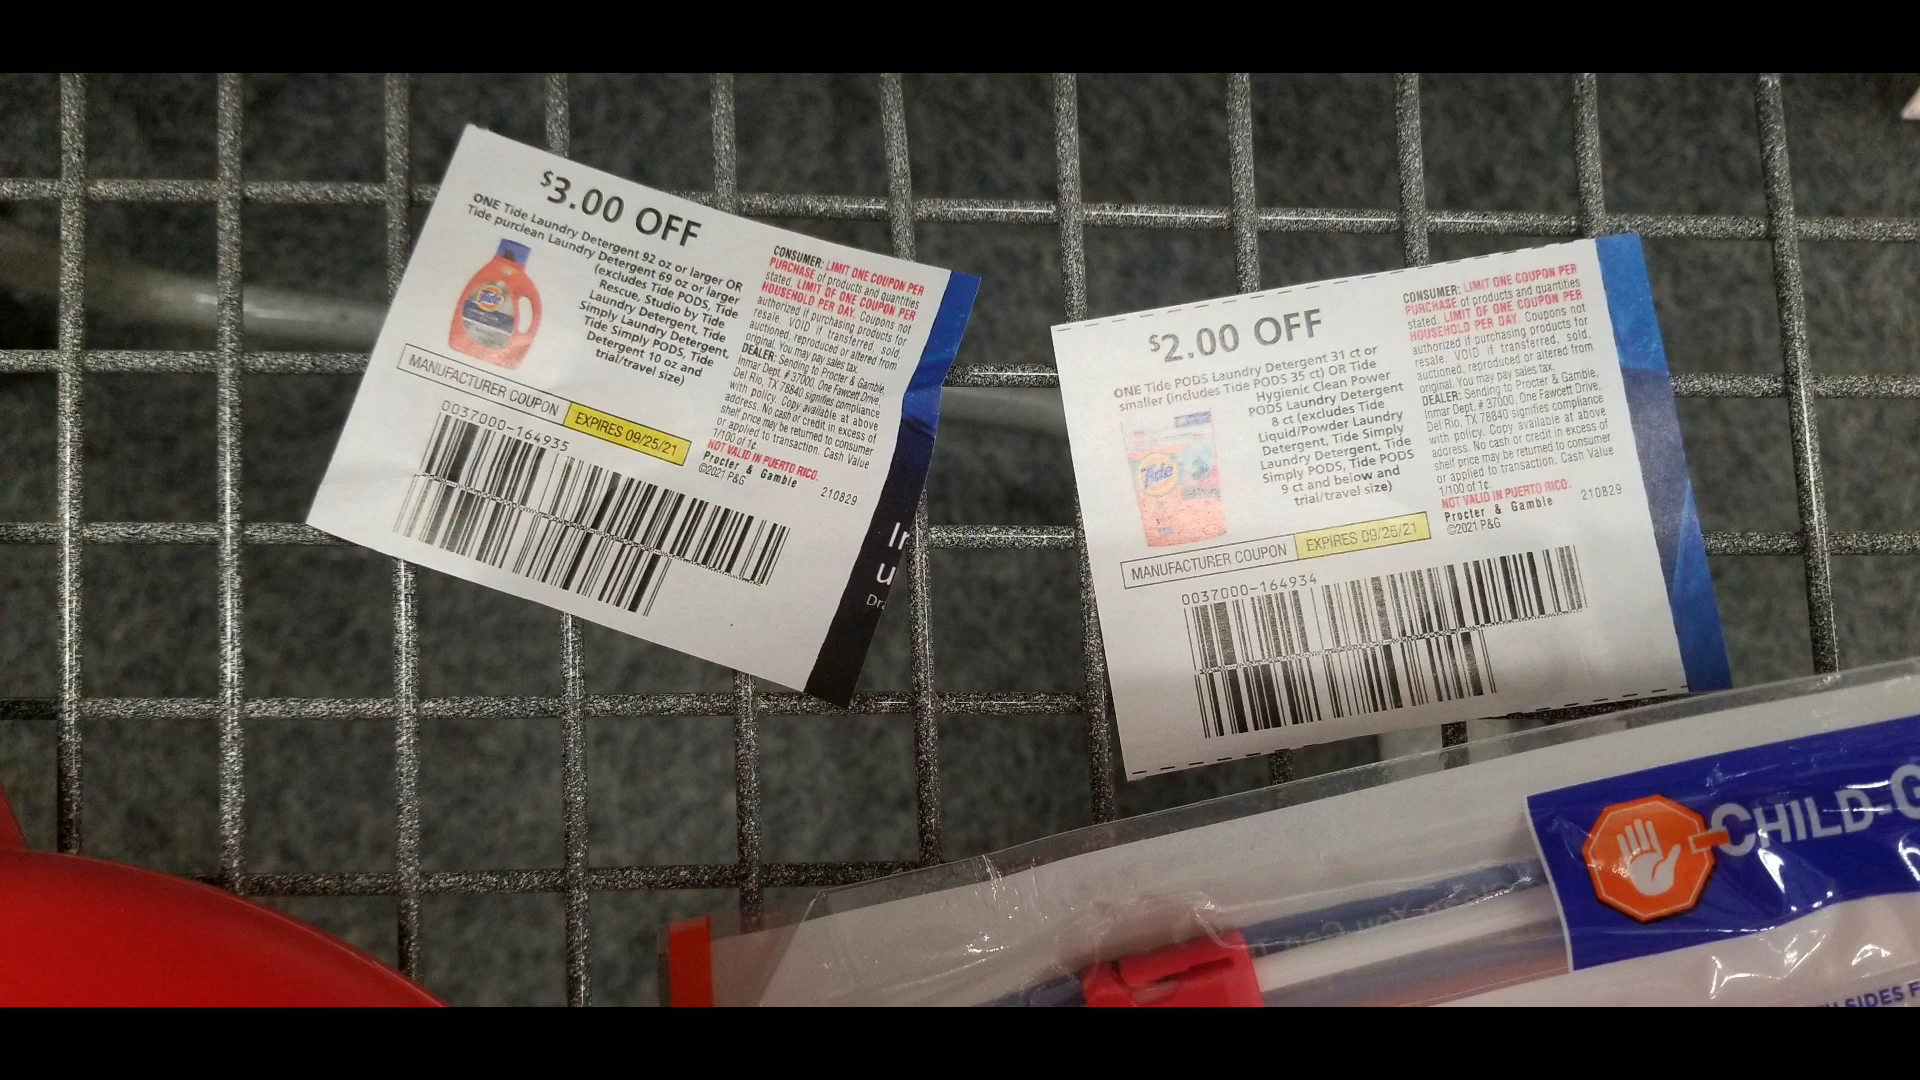 $3.00 OFF
ONE Tide Laundry Detergent 92 oz or larger OR
Tide purclean Laundry Detergent 69 oz or larger
(excludes Tide PODS, Tide
Rescue, Studio by Tide
Laundry Detergent, Tide
Simply Laundry Detergent,
Tide Simply PODS, Tide
Detergent 10 oz and
trial/travel size)
Tide
MANUFACTURER COUPON
EXPIRES 09/25/21
0037000-164935
CONSUMER: LIMIT ONE COUPON PER
PURCHASE of products and quantities
stated. LIMIT OF ONE COUPON PER
HOUSEHOLD PER DAY. Coupons not
authorized if purchasing products for
resale. VOID if transferred, sold,
auctioned, reproduced or altered from
original. You may pay sales tax.
DEALER: Sending to Procter & Gamble,
Inmar Dept. # 37000, One Fawcett Drive,
Del Rio, TX 78840 signifies compliance
with policy. Copy available at above
address. No cash or credit in excess of
shelf price may be returned to consumer
or applied to transaction. Cash Value
1/100 of 1¢.
NOT VALID IN PUERTO RICO.
Procter & Gamble
©2021 P&G
210829
$2.00 OFF
ONE Tide PODS Laundry Detergent 31 ct or
smaller (includes Tide PODS 35 ct) OR Tide
Hygienic Clean Power
PODS Laundry Detergent
8 ct (excludes Tide
Liquid/Powder Laundry
Detergent, Tide Simply
Laundry Detergent, Tide
Simply PODS, Tide PODS
9 ct and below and
trial/travel size)
Tide
MANUFACTURER COUPON
EXPIRES 09/25/21
0037000-164934
CONSUMER: LIMIT ONE COUPON PER
PURCHASE of products and quantities
stated. LIMIT OF ONE COUPON PER
HOUSEHOLD PER DAY. Coupons not
authorized if purchasing products for
resale. VOID if transferred, sold,
auctioned, reproduced or altered from
original. You may pay sales tax.
DEALER: Sending to Procter & Gamble,
Inmar Dept. # 37000, One Fawcett Drive,
Del Rio, TX 78840 signifies compliance
with policy. Copy available at above
address. No cash or credit in excess of
shelf price may be returned to consumer
or applied to transaction. Cash Value
1/100 of 1¢.
NOT VALID IN PUERTO RICO.
Procter & Gamble
©2021 P&G
210829
CHILD-G
SIDES F